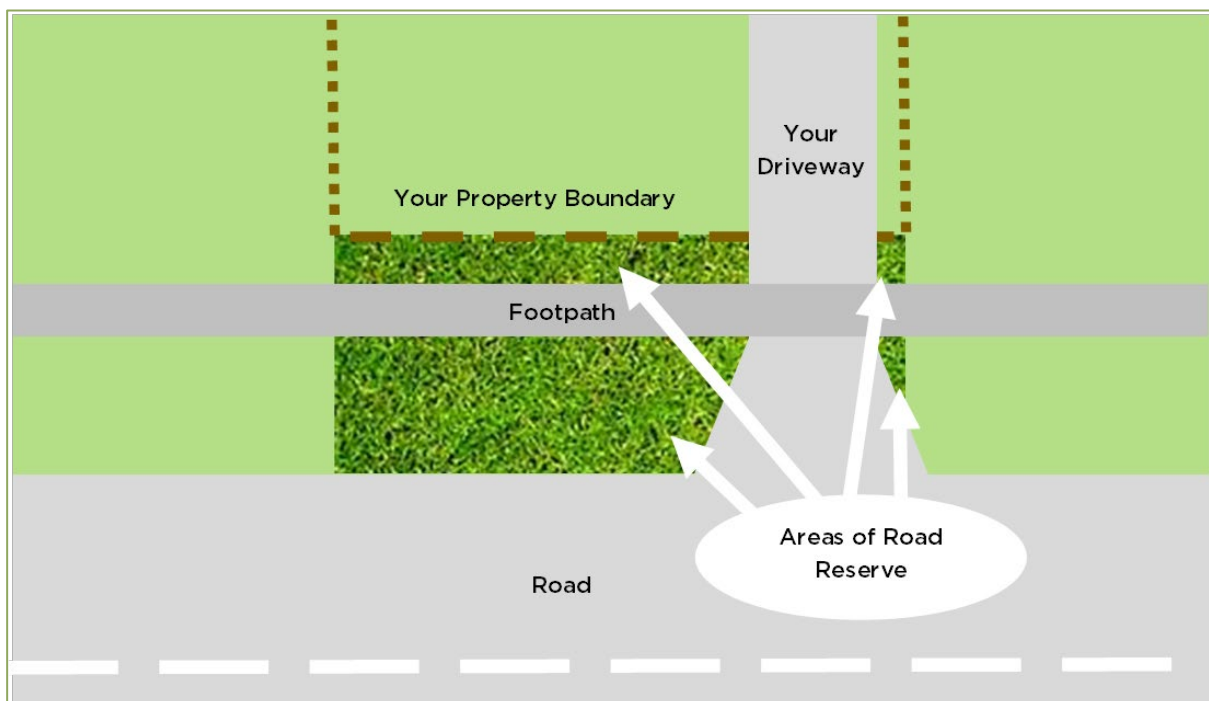 Your
Driveway
Your Property Boundary
Footpath
Areas of Road
Reserve
Road